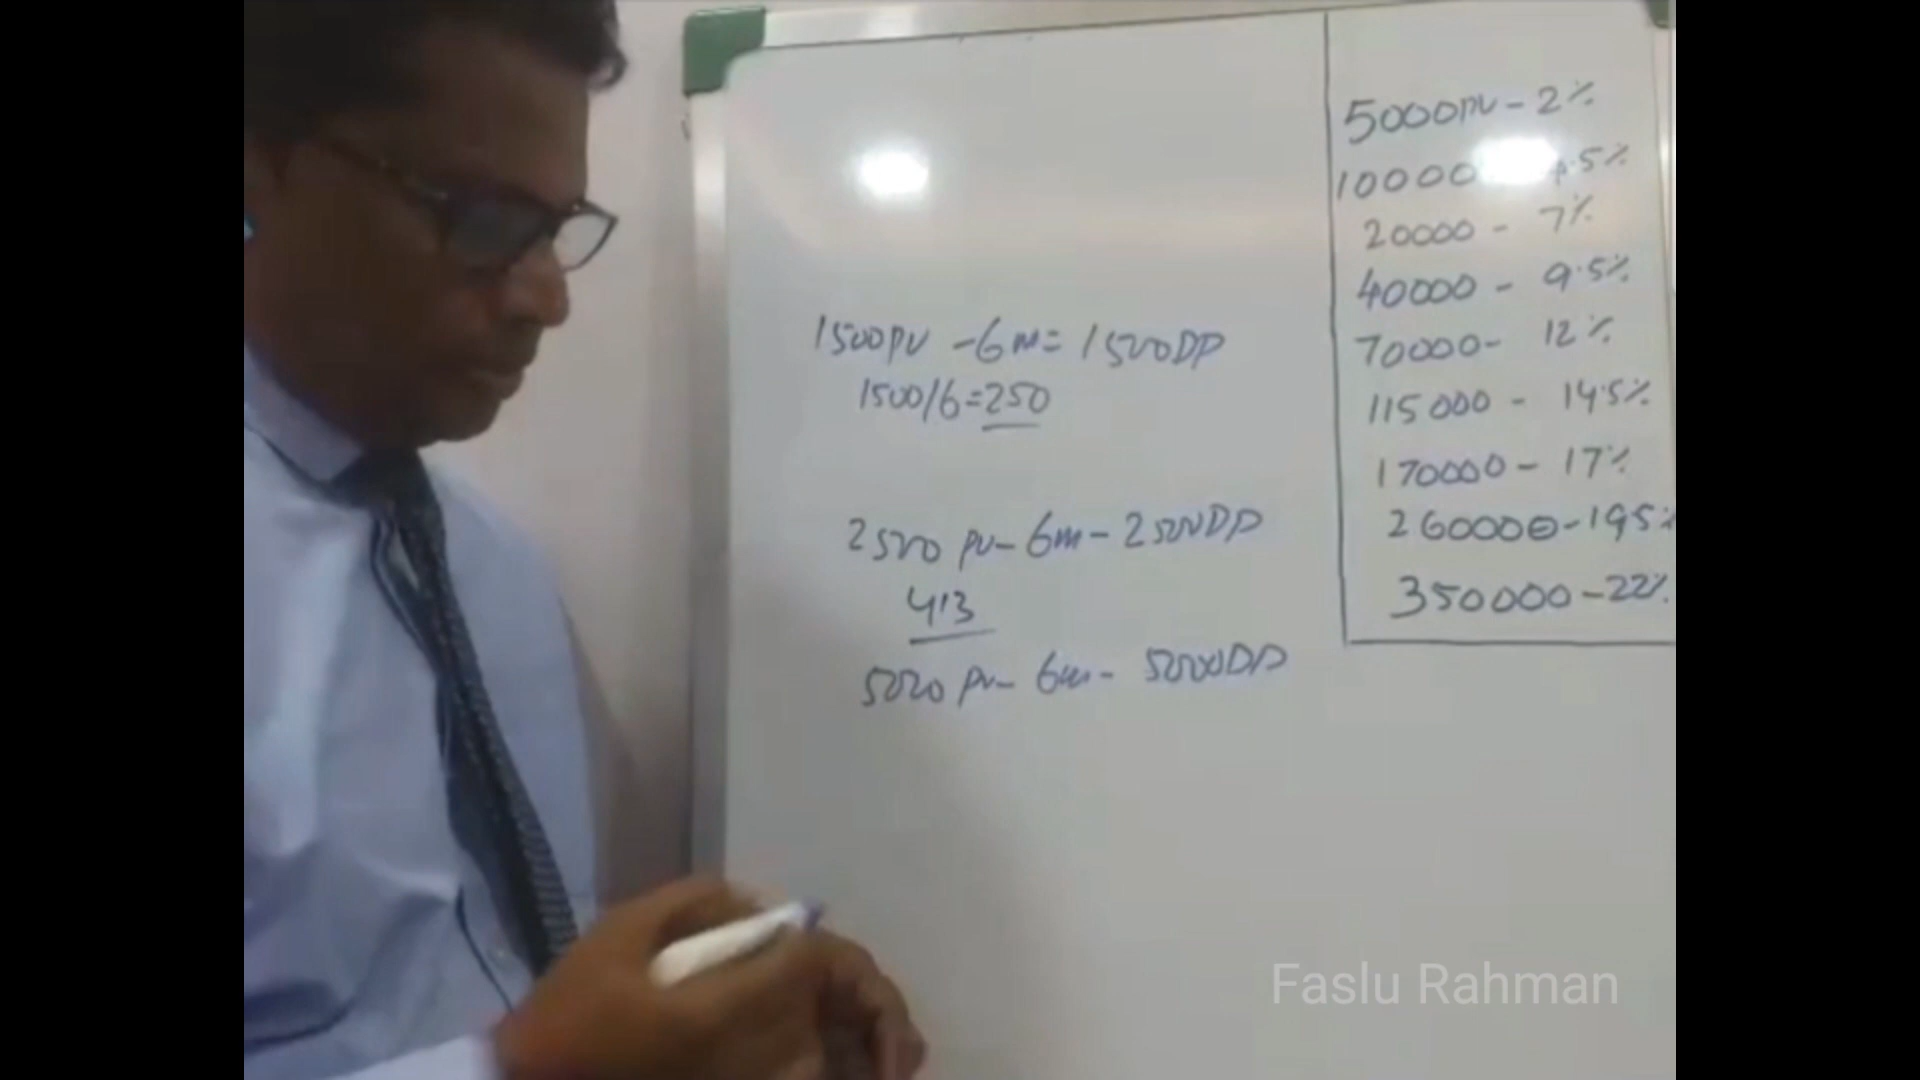 1500PV - 6m = 1500DP
1500/6 = 250
2500 PV - 6m - 2500DP
413
5000 PV - 6m - 5000DP
5000PV - 2%
10000
20000 - 7%
40000 - 9.5%
70000 - 12%
115000 - 14.5%
170000 - 17%
260000 - 19.5%
350000 - 22%
Faslu Rahman